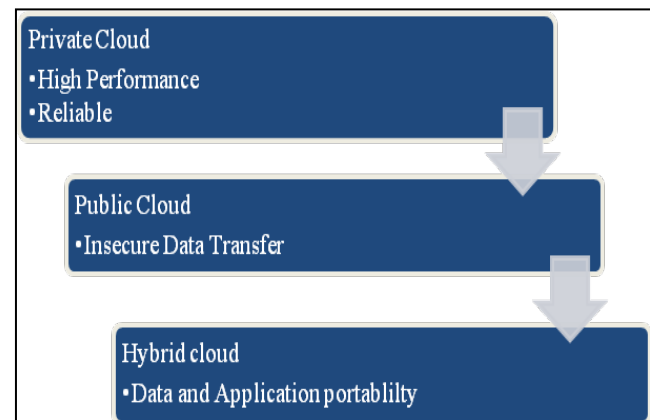 Private Cloud
•High Performance
•Reliable
Public Cloud
•Insecure Data Transfer
Hybrid cloud
•Data and Application portablilty